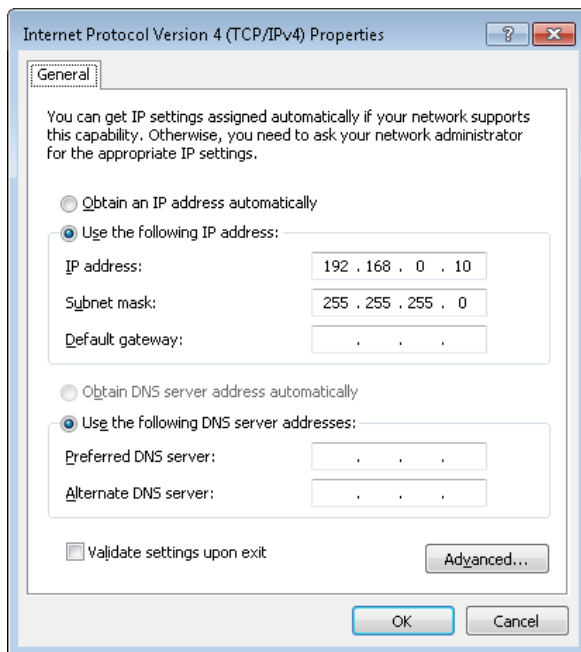 Internet Protocol Version 4 (TCP/IPv4) Properties
General
You can get IP settings assigned automatically if your network supports
this capability. Otherwise, you need to ask your network administrator
for the appropriate IP settings.
Obtain an IP address automatically
Use the following IP address:
IP address: 192 . 168 . 0 . 10
Subnet mask: 255 . 255 . 255 . 0
Default gateway: . . .
Obtain DNS server address automatically
Use the following DNS server addresses:
Preferred DNS server: . . .
Alternate DNS server: . . .
Validate settings upon exit
Advanced...
OK Cancel